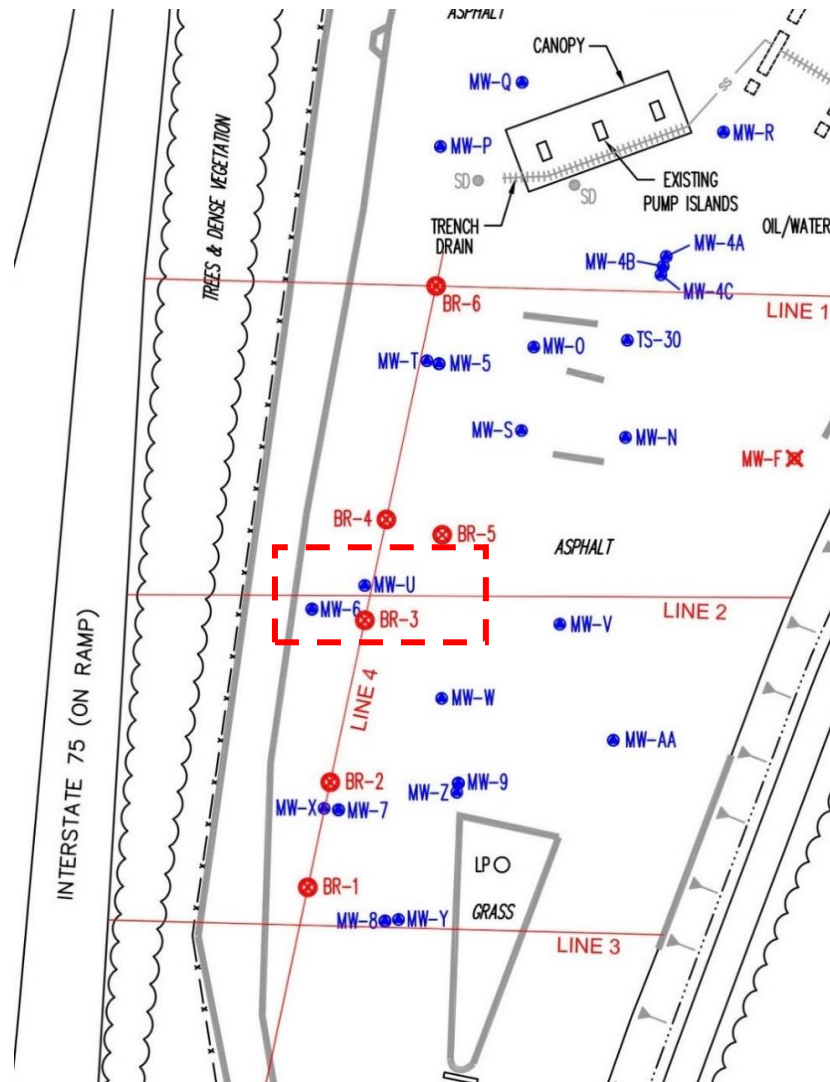 ASPHALT
CANOPY
MW-Q
SS
MW-R
MW-P
TREES & DENSE VEGETATION
SD
EXISTING
PUMP ISLANDS
SD
TRENCH
DRAIN
OIL/WATER
MW-4A
MW-4B
MW-4C
BR-6
LINE 1
MW-T
MW-5
MW-O
TS-30
MW-S
MW-N
MW-F
BR-4
BR-5
ASPHALT
MW-U
MW-6
BR-3
LINE 2
MW-V
INTERSTATE 75 (ON RAMP)
LINE 4
MW-W
MW-AA
BR-2
MW-9
MW-Z
MW-X
MW-7
LP
BR-1
GRASS
MW-8
MW-Y
LINE 3